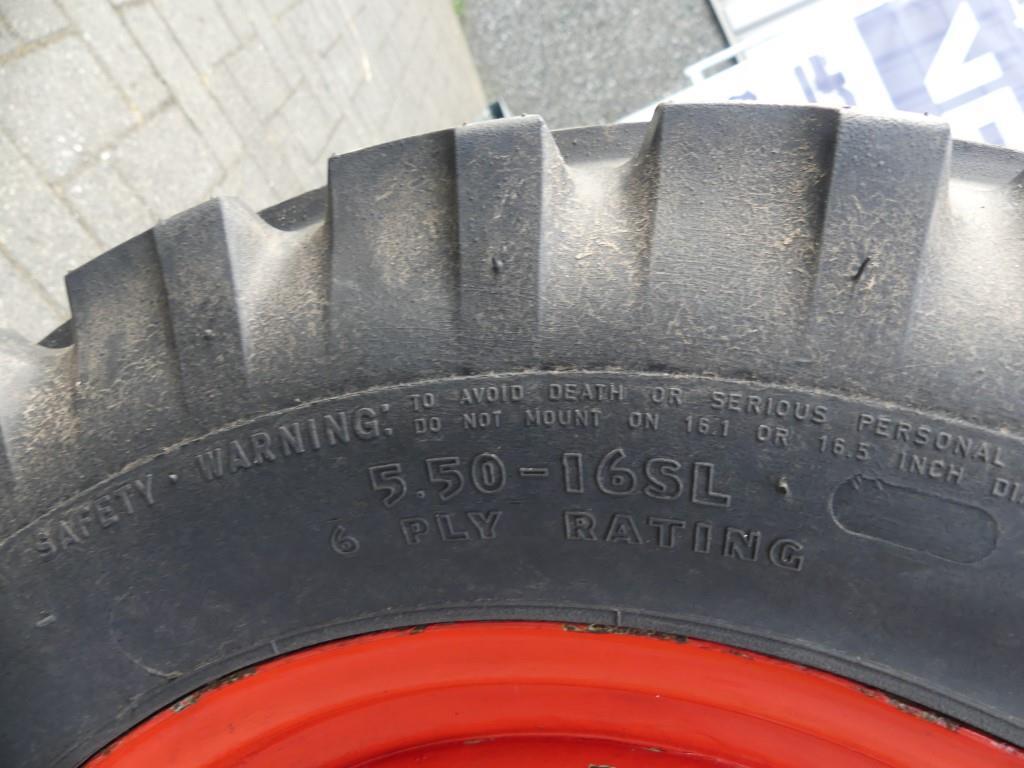 SAFETY · WARNING: TO AVOID DEATH OR SERIOUS PERSONAL
DO NOT MOUNT ON 16.1 OR 16.5 INCH
5.50-16SL
6 PLY RATING